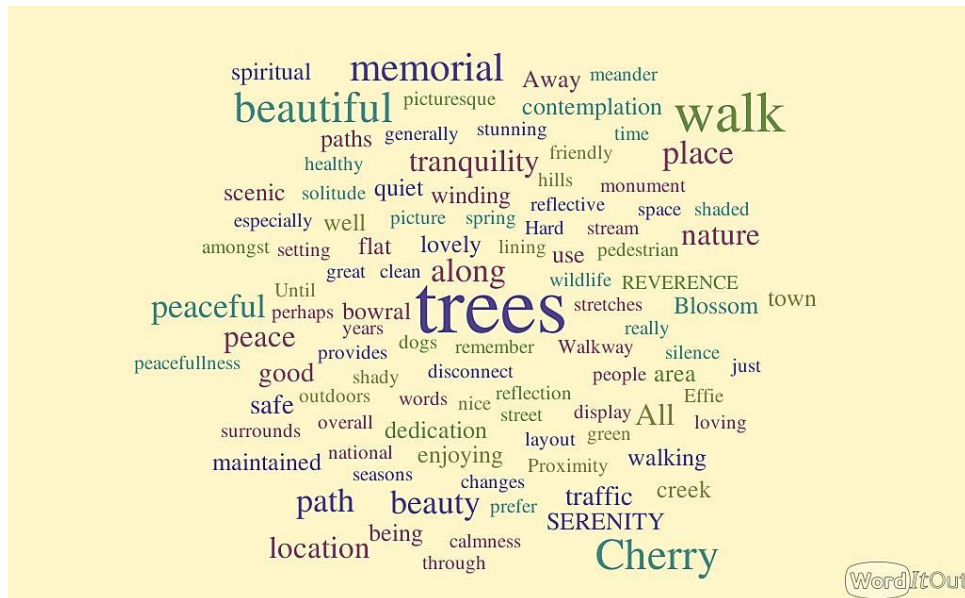 spiritual memorial Away meander
beautiful picturesque contemplation walk
paths generally stunning time
healthy tranquility friendly place
scenic solitude quiet winding hills monument
especially well picture spring reflective space shaded
amongst setting flat lovely lining Hard stream use pedestrian nature
great clean along wildlife REVERENCE
peaceful Until perhaps bowral trees stretches Blossom town
peace years really
peacefullness provides dogs remember Walkway silence
good shady disconnect people area just
safe outdoors words nice reflection street display All Effie loving
surrounds overall dedication layout green
maintained national enjoying Proximity walking
seasons changes
path beauty prefer traffic creek
SERENITY
location being calmness Cherry
through
WordItOut